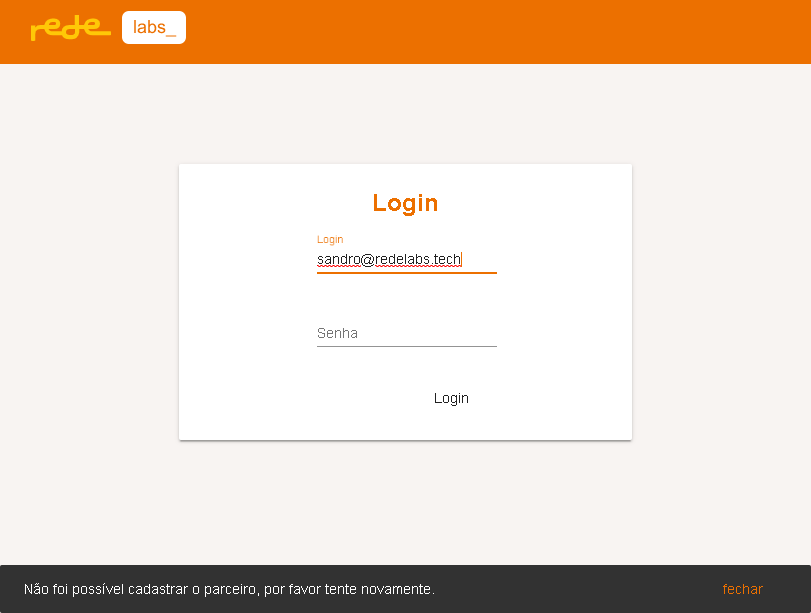 rede labs_
Login
Login
sandro@redelabs.tech
Senha
Login
Não foi possível cadastrar o parceiro, por favor tente novamente. fechar